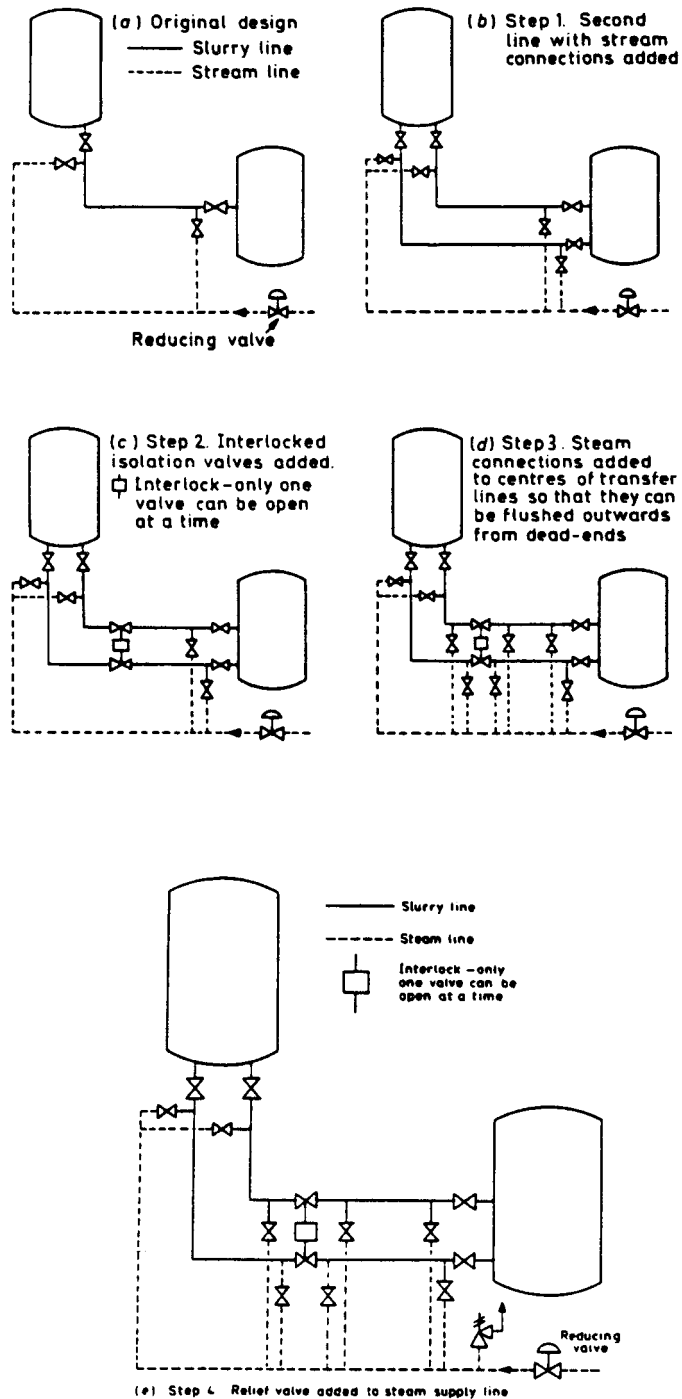 (a) Original design
Slurry line
Stream line
Reducing valve
(b) Step 1. Second
line with stream
connections added
(c) Step 2. Interlocked
isolation valves added.
Interlock–only one
valve can be open
at a time
(d) Step 3. Steam
connections added
to centres of transfer
lines so that they can
be flushed outwards
from dead-ends
Slurry line
Steam line
Interlock –only
one valve can be
open at a time
Reducing
valve
(e) Step 4 Relief valve added to steam supply line